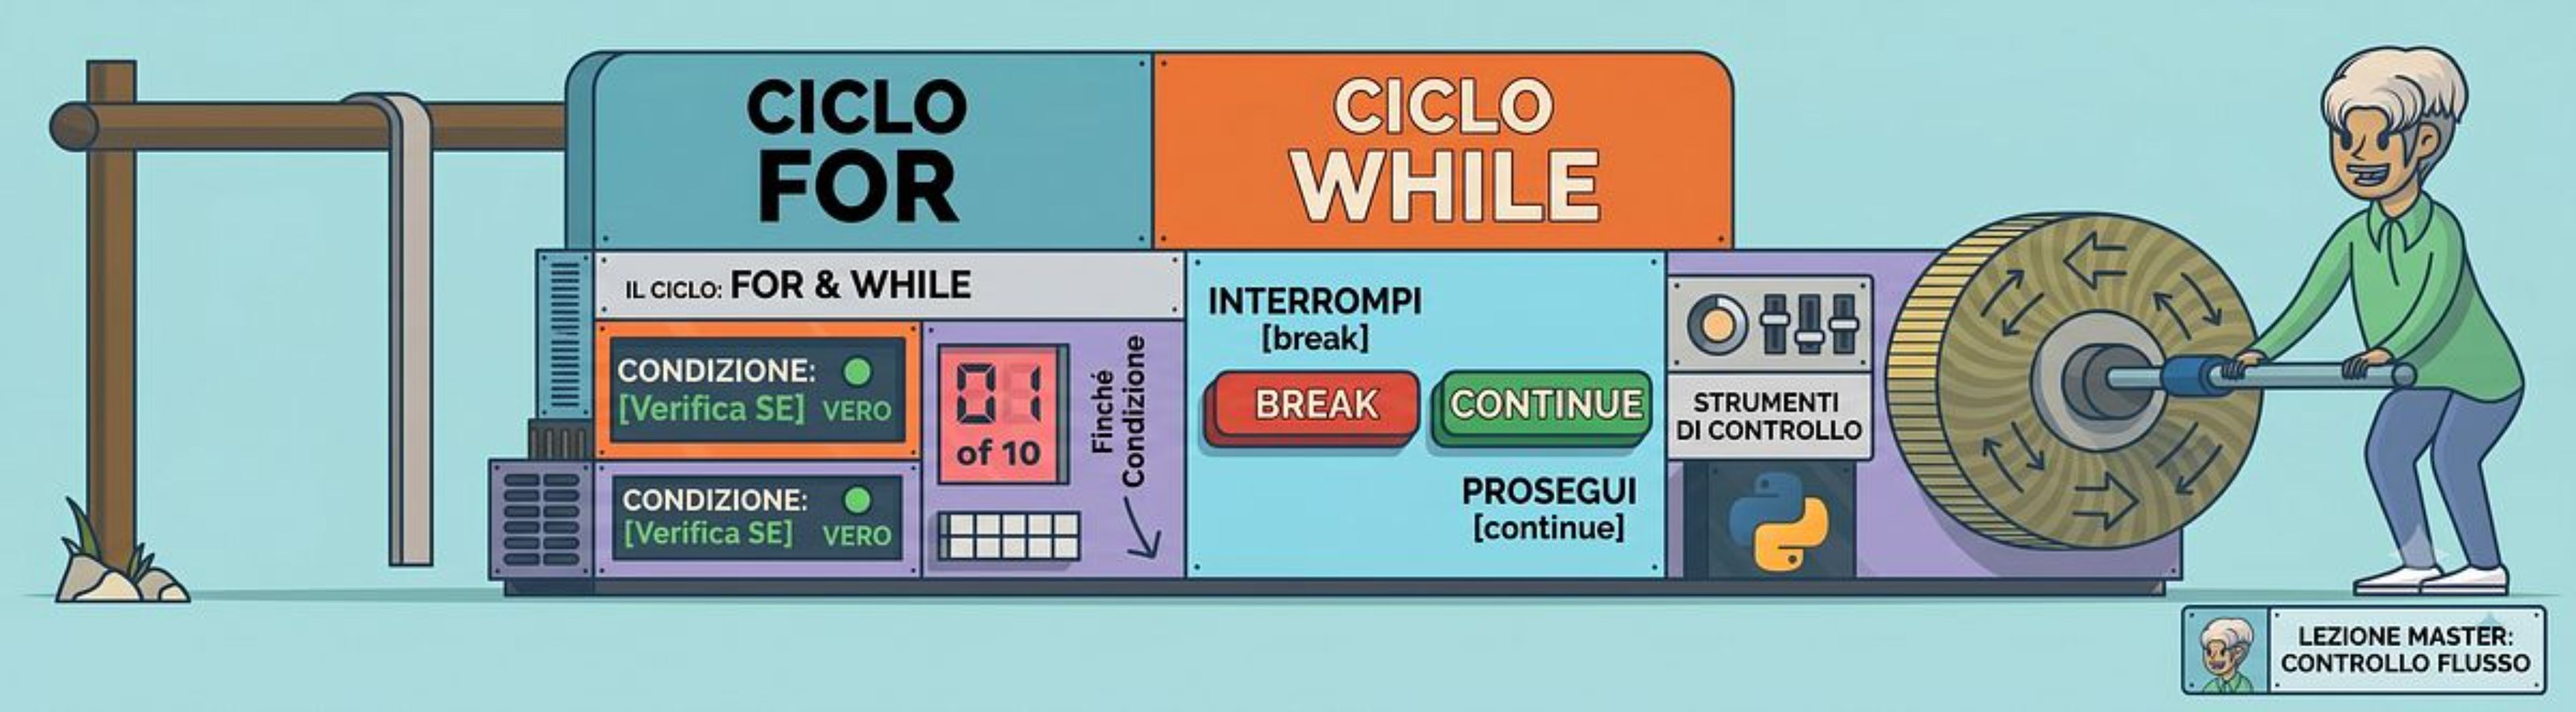 CICLO
FOR
CICLO
WHILE
IL CICLO: FOR & WHILE
CONDIZIONE:
[Verifica SE] VERO
CONDIZIONE:
[Verifica SE] VERO
01
of 10
Finché
Condizione
INTERROMPI
[break]
BREAK
CONTINUE
PROSEGUI
[continue]
STRUMENTI
DI CONTROLLO
LEZIONE MASTER:
CONTROLLO FLUSSO